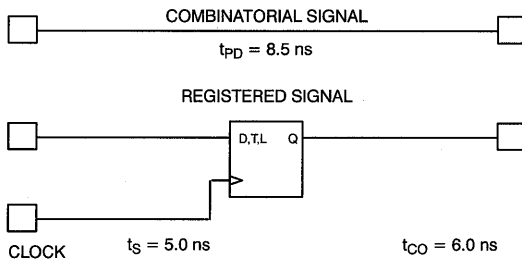 COMBINATORIAL SIGNAL
tPD = 8.5 ns
REGISTERED SIGNAL
D,T,L Q
CLOCK
tS = 5.0 ns
tCO = 6.0 ns